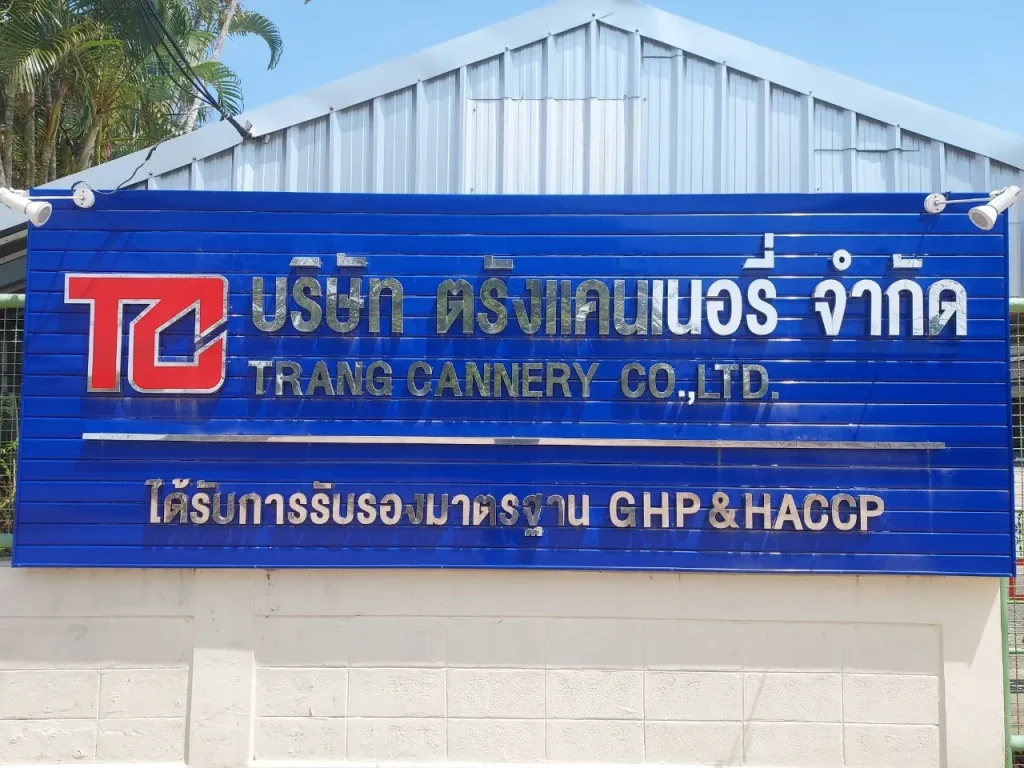 TC
บริษัท ตรังแคนเนอรี่ จำกัด
TRANG CANNERY CO.,LTD.
ได้รับการรับรองมาตรฐาน GHP&HACCP